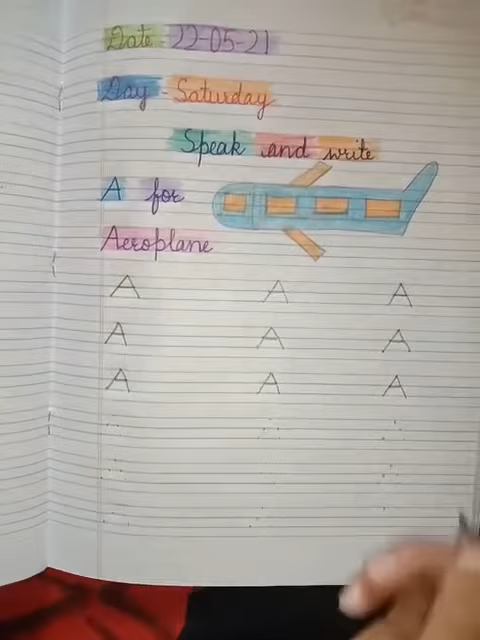 Date - 22-05-21
Day - Saturday
Speak and write
A for
Aeroplane
A A A
A A A
A A A